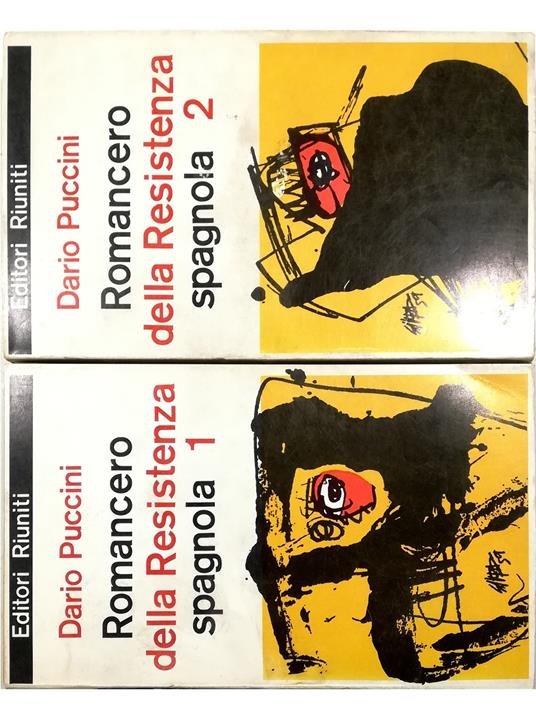 Editori Riuniti
Dario Puccini
Romancero
della Resistenza
spagnola 1
Editori Riuniti
Dario Puccini
Romancero
della Resistenza
spagnola 2